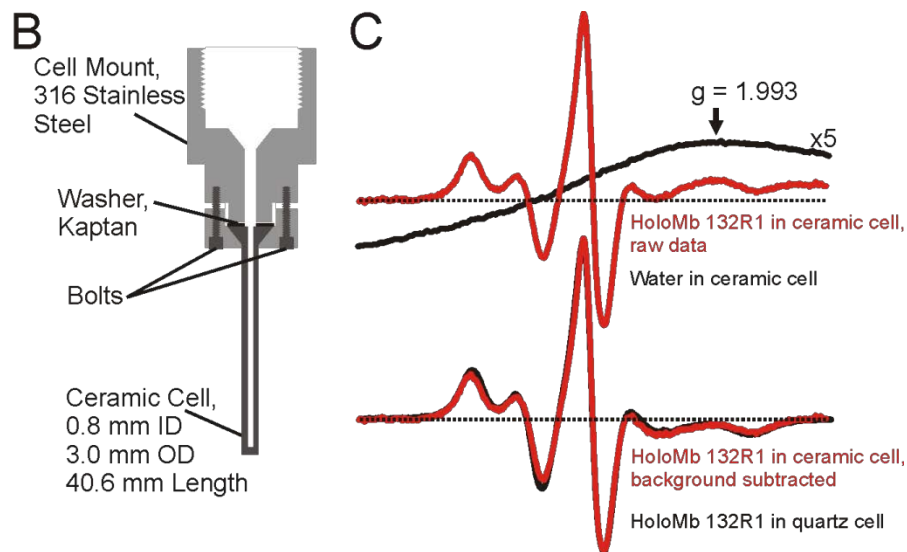 B
Cell Mount,
316 Stainless
Steel
Washer,
Kaptan
Bolts
Ceramic Cell,
0.8 mm ID
3.0 mm OD
40.6 mm Length
C
g = 1.993
x5
HoloMb 132R1 in ceramic cell,
raw data
Water in ceramic cell
HoloMb 132R1 in ceramic cell,
background subtracted
HoloMb 132R1 in quartz cell